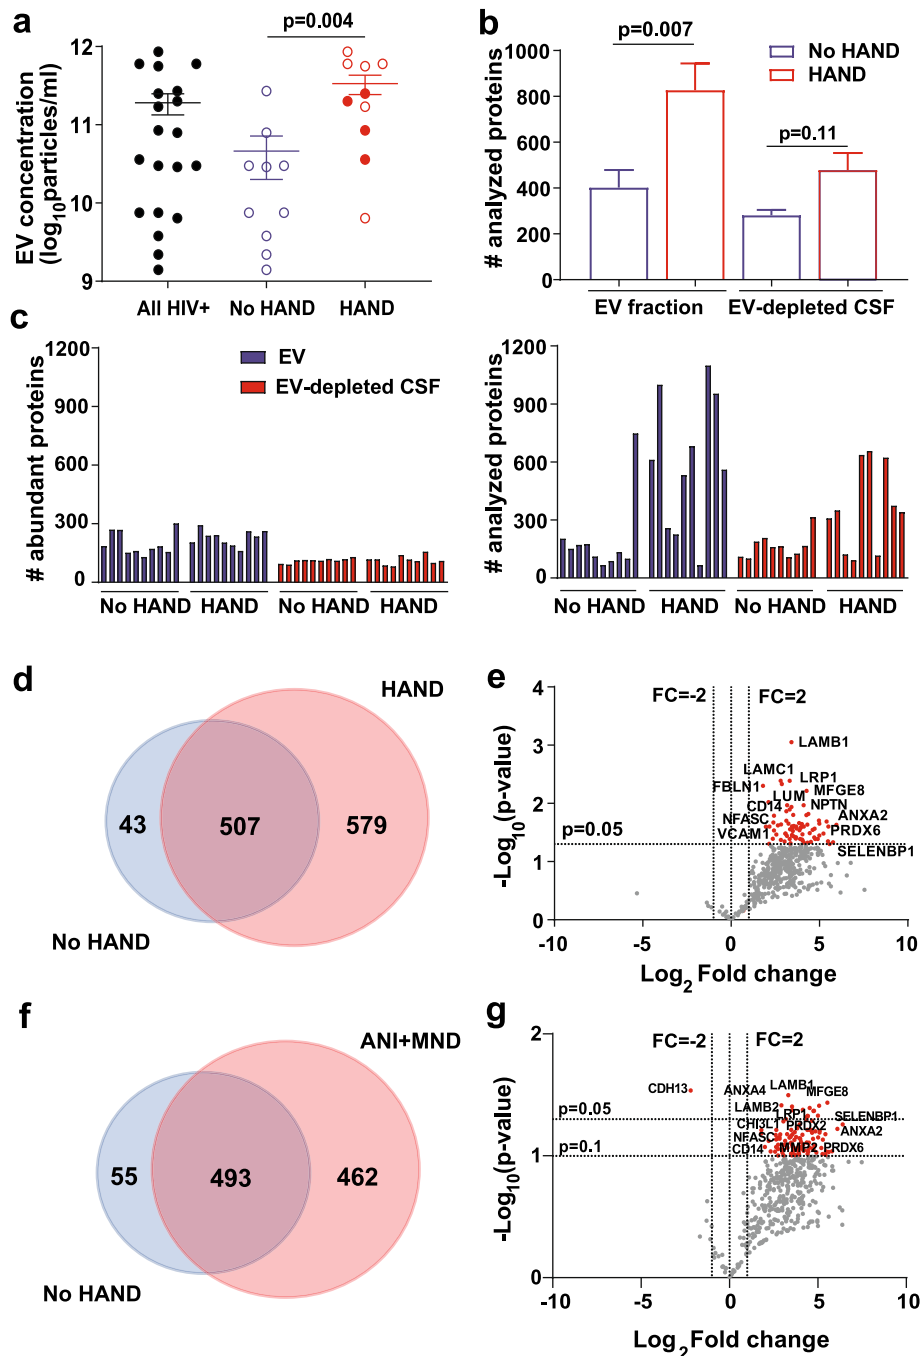 a
p=0.004
EV concentration
(log10particles/ml)
12
11
10
9
All HIV+
No HAND
HAND
b
p=0.007
No HAND
HAND
p=0.11
# analyzed proteins
1000
800
600
400
200
0
EV fraction
EV-depleted CSF
c
# abundant proteins
1200
900
600
300
0
EV
EV-depleted CSF
No HAND
HAND
No HAND
HAND
# analyzed proteins
1200
900
600
300
0
No HAND
HAND
No HAND
HAND
d
HAND
43
507
579
No HAND
e
-Log10(p-value)
4
3
2
1
0
FC=-2
FC=2
LAMB1
LAMC1
LRP1
FBLN1
MFGE8
LUM
CD14
NPTN
NFASC
ANXA2
VCAM1
PRDX6
p=0.05
SELENBP1
-10
-5
0
5
10
Log2 Fold change
f
ANI+MND
55
493
462
No HAND
g
-Log10(p-value)
2
1
0
FC=-2
FC=2
CDH13
ANXA4
LAMB1
MFGE8
LAMB2
LRP1
p=0.05
SELENBP1
CHI3L1
PRDX2
ANXA2
NFASC
p=0.1
CD14
MMP2
PRDX6
-10
-5
0
5
10
Log2 Fold change